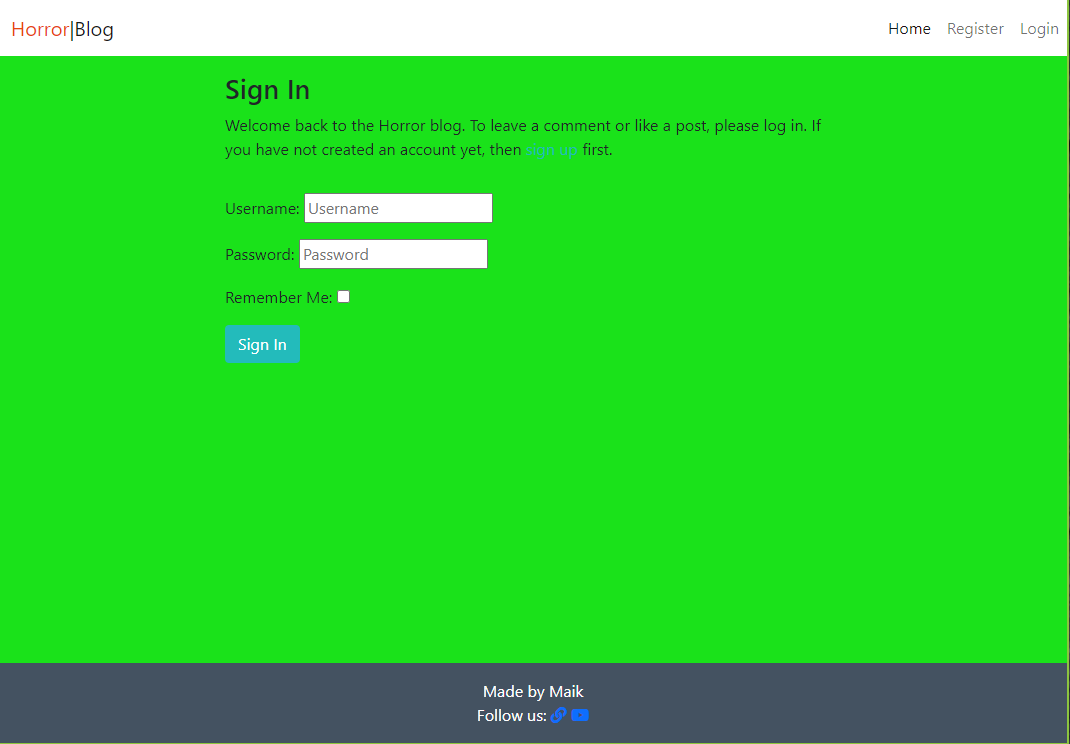 Horror|Blog
Home Register Login
Sign In
Welcome back to the Horror blog. To leave a comment or like a post, please log in. If
you have not created an account yet, then sign up first.
Username: Username
Password: Password
Remember Me:
Sign In
Made by Maik
Follow us: